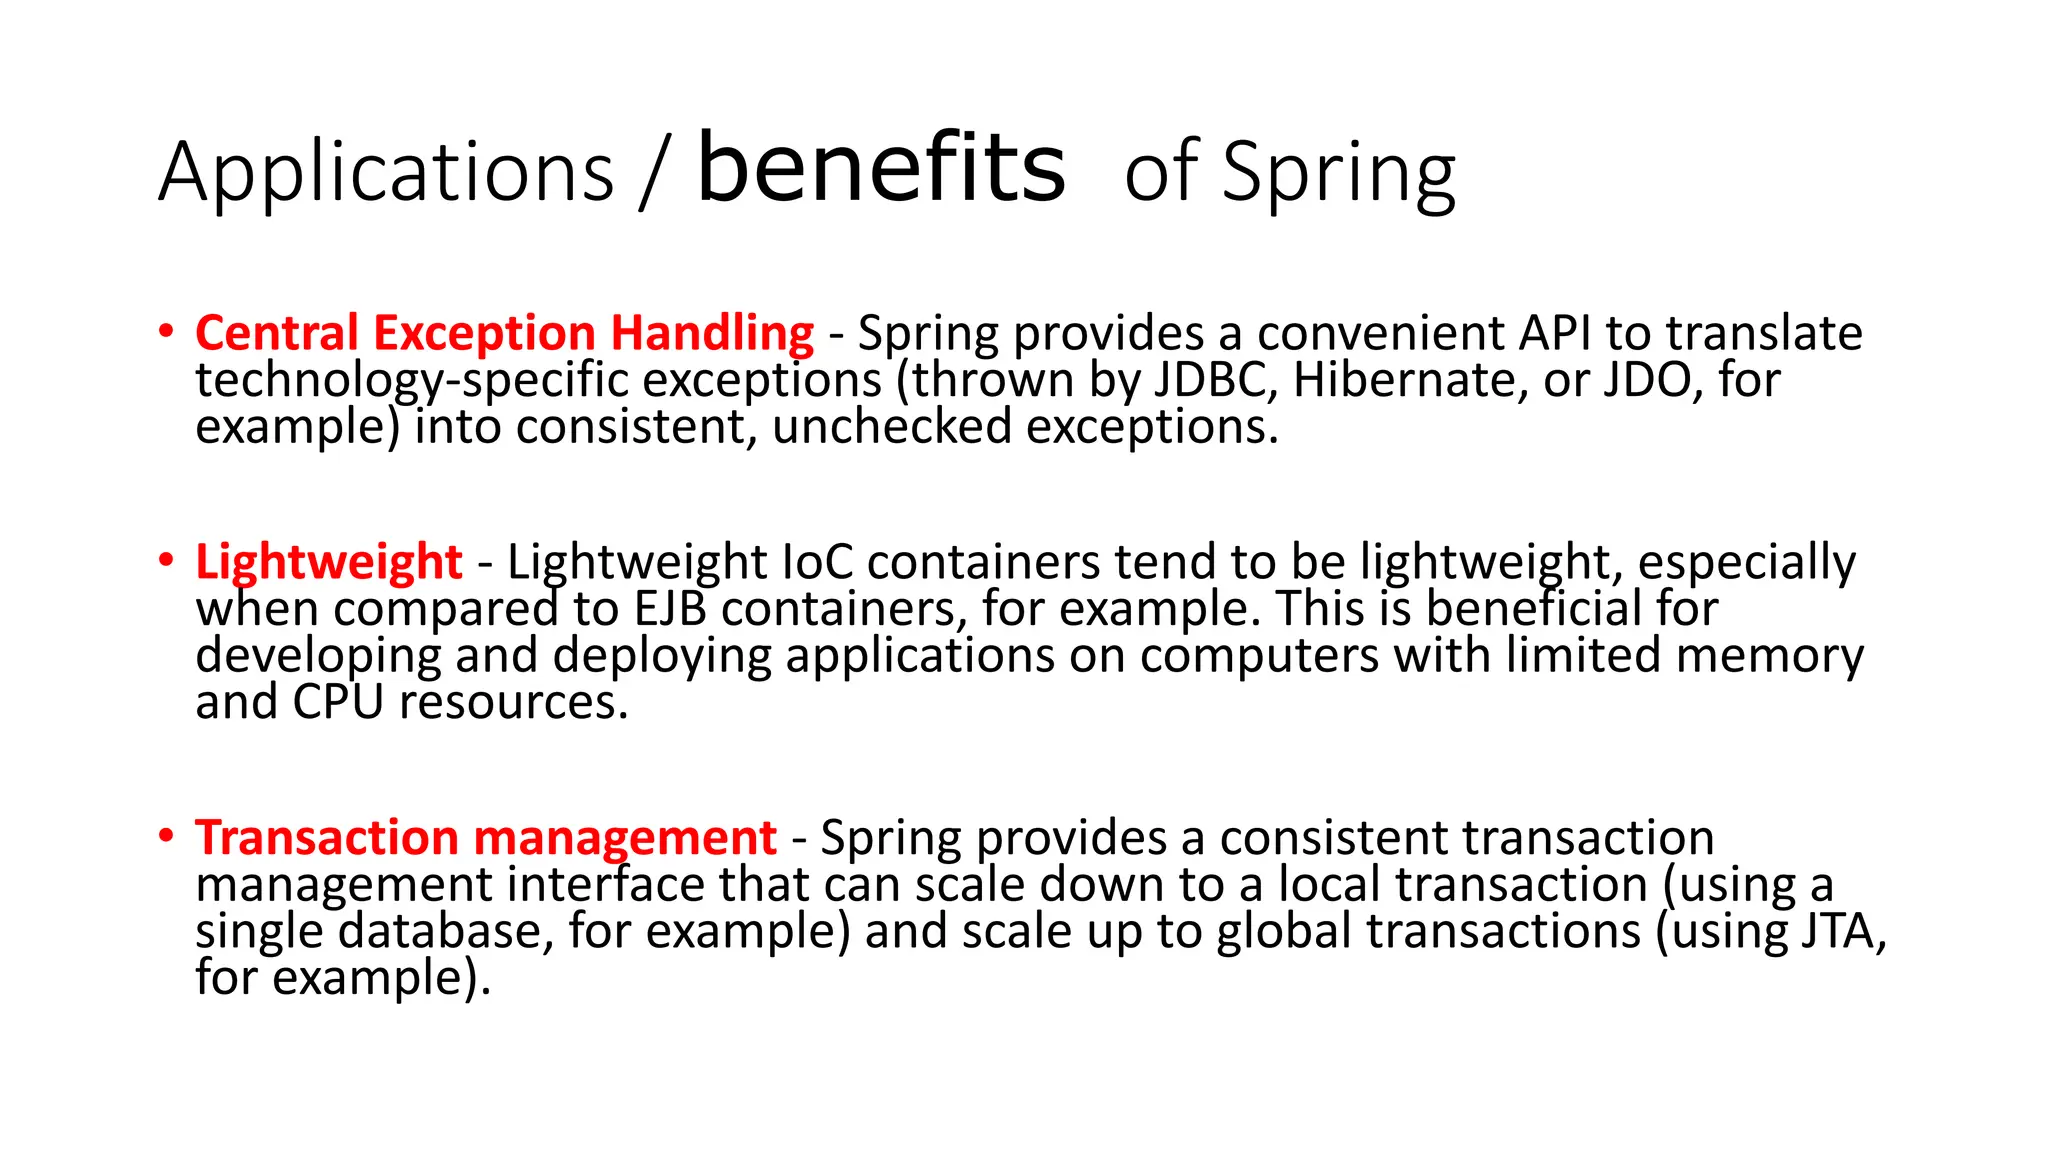 Applications / benefits of Spring
• Central Exception Handling - Spring provides a convenient API to translate
technology-specific exceptions (thrown by JDBC, Hibernate, or JDO, for
example) into consistent, unchecked exceptions.
• Lightweight - Lightweight IoC containers tend to be lightweight, especially
when compared to EJB containers, for example. This is beneficial for
developing and deploying applications on computers with limited memory
and CPU resources.
• Transaction management - Spring provides a consistent transaction
management interface that can scale down to a local transaction (using a
single database, for example) and scale up to global transactions (using JTA,
for example).